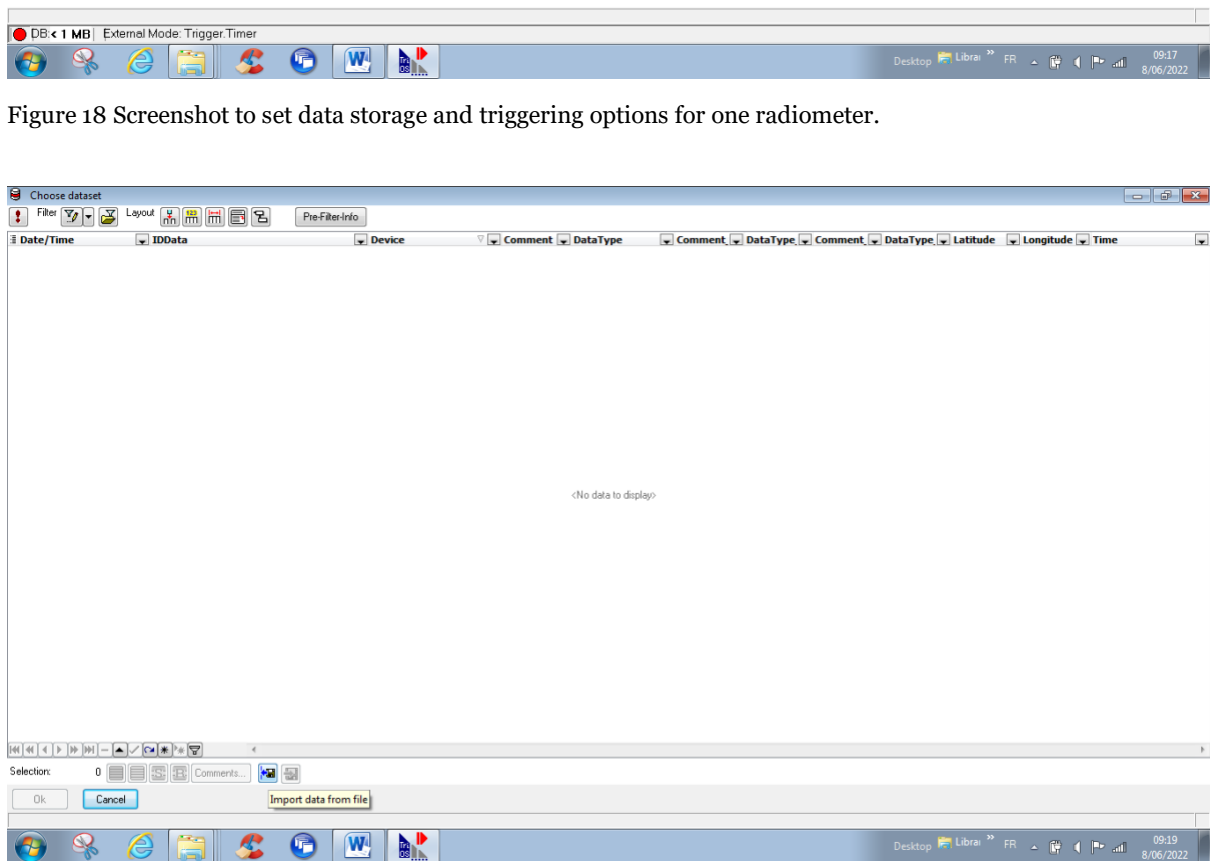 DB:< 1 MB External Mode: Trigger.Timer
Desktop Librai » FR 09:17
8/06/2022
Figure 18 Screenshot to set data storage and triggering options for one radiometer.
Choose dataset
Filter Layout Pre-Filter-Info
Date/Time IDData Device Comment DataType Comment DataType Comment DataType Latitude Longitude Time
<No data to display>
Selection: 0 Comments...
Ok Cancel Import data from file
Desktop Librai » FR 09:19
8/06/2022